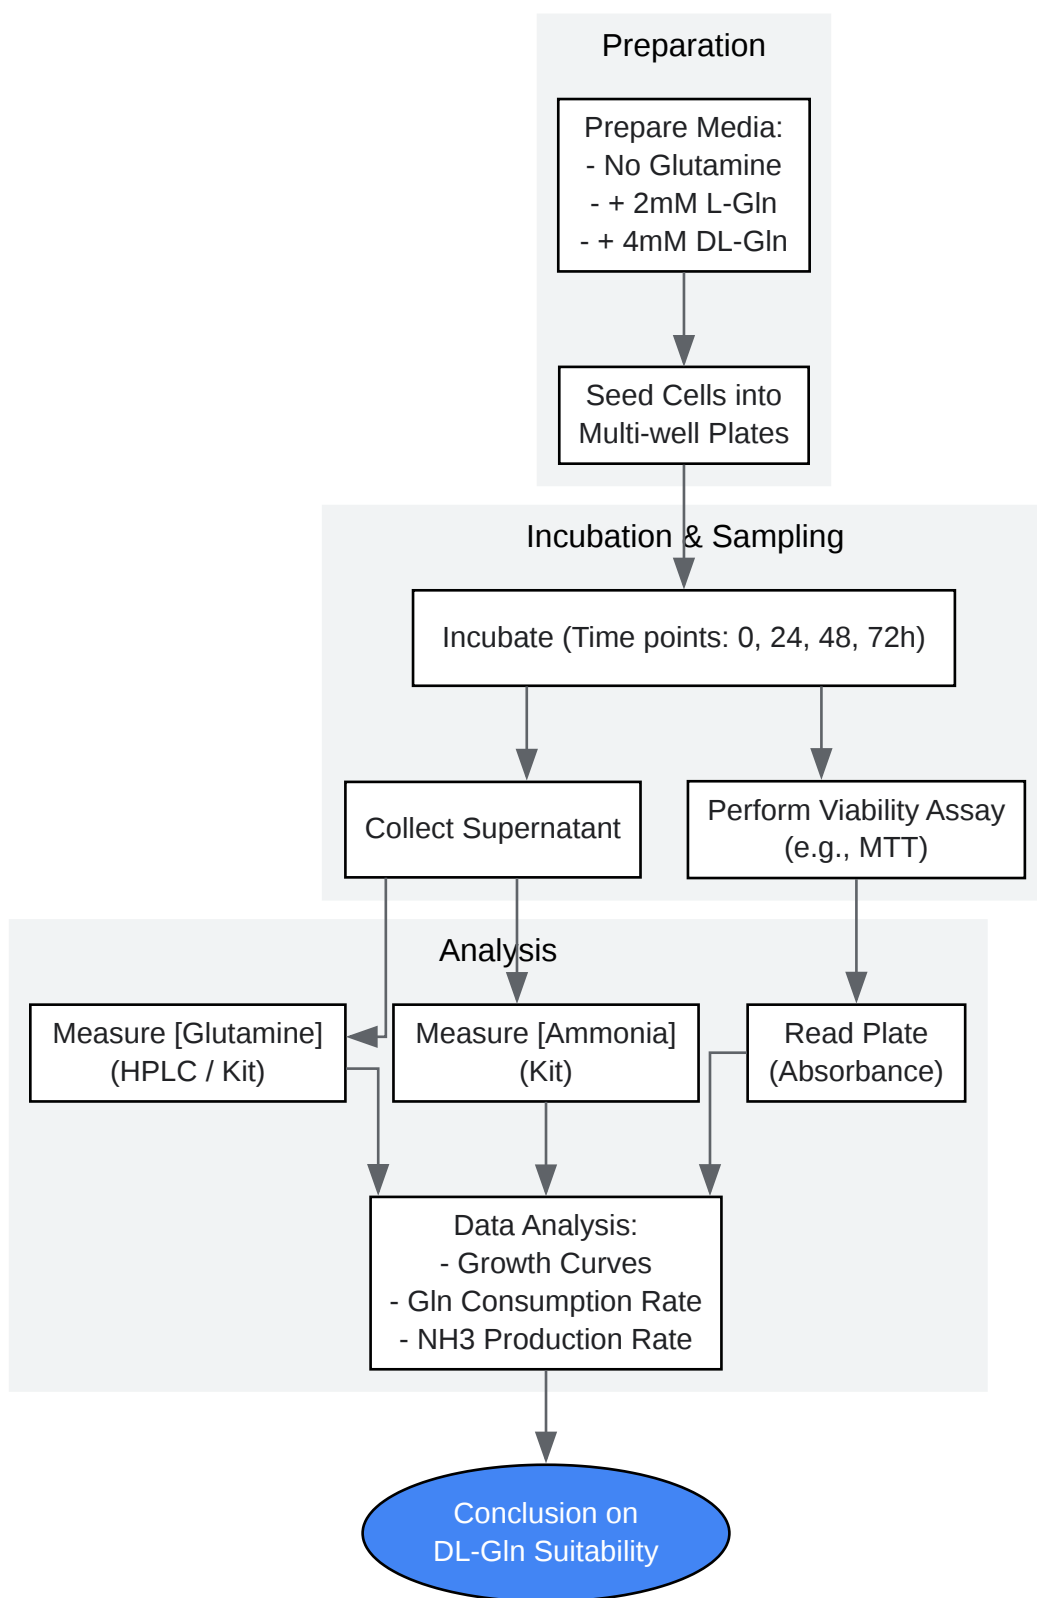 Preparation
Prepare Media:
- No Glutamine
- + 2mM L-Gln
- + 4mM DL-Gln
Seed Cells into
Multi-well Plates
Incubation & Sampling
Incubate (Time points: 0, 24, 48, 72h)
Collect Supernatant
Perform Viability Assay
(e.g., MTT)
Analysis
Measure [Glutamine]
(HPLC / Kit)
Measure [Ammonia]
(Kit)
Read Plate
(Absorbance)
Data Analysis:
- Growth Curves
- Gln Consumption Rate
- NH3 Production Rate
Conclusion on
DL-Gln Suitability